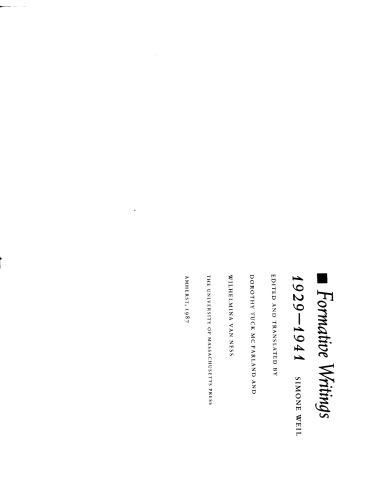 ■ Formative Writings
1929—1941 SIMONE WEIL
EDITED AND TRANSLATED BY
DOROTHY TUCK MC FARLAND AND
WILHELMINA VAN NESS
THE UNIVERSITY OF MASSACHUSETTS PRESS
AMHERST, 1987